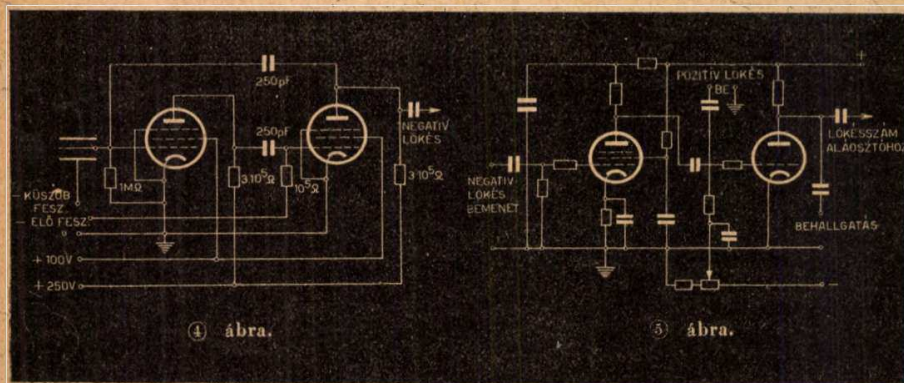 250pF
250pF
NEGATIV
LÖKÉS
1MΩ
3.10⁵Ω
10⁵Ω
3·10⁵Ω
KÜSZÖB
FESZ.
- ELŐ FESZ.
+ 100V
+ 250V
④ ábra.
+
POZITIV LÖKÉS
BE
NEGATIV-
LÖKÉS
BEMENET
LÖKÉSSZÁM
ALÁOSZTÓHOZ
BEHALLGATÁS
-
⑤ ábra.